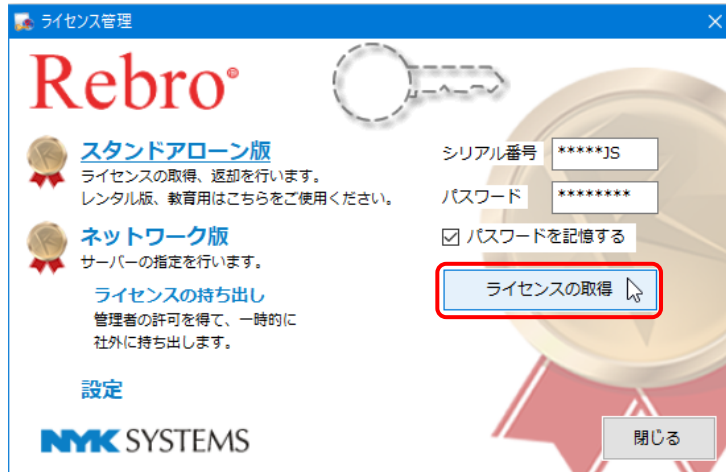 ライセンス管理
Rebro
スタンドアローン版
ライセンスの取得、返却を行います。
レンタル版、教育用はこちらをご使用ください。
ネットワーク版
サーバーの指定を行います。
ライセンスの持ち出し
管理者の許可を得て、一時的に
社外に持ち出します。
設定
NYK SYSTEMS
シリアル番号 *****JS
パスワード ********
パスワードを記憶する
ライセンスの取得
閉じる